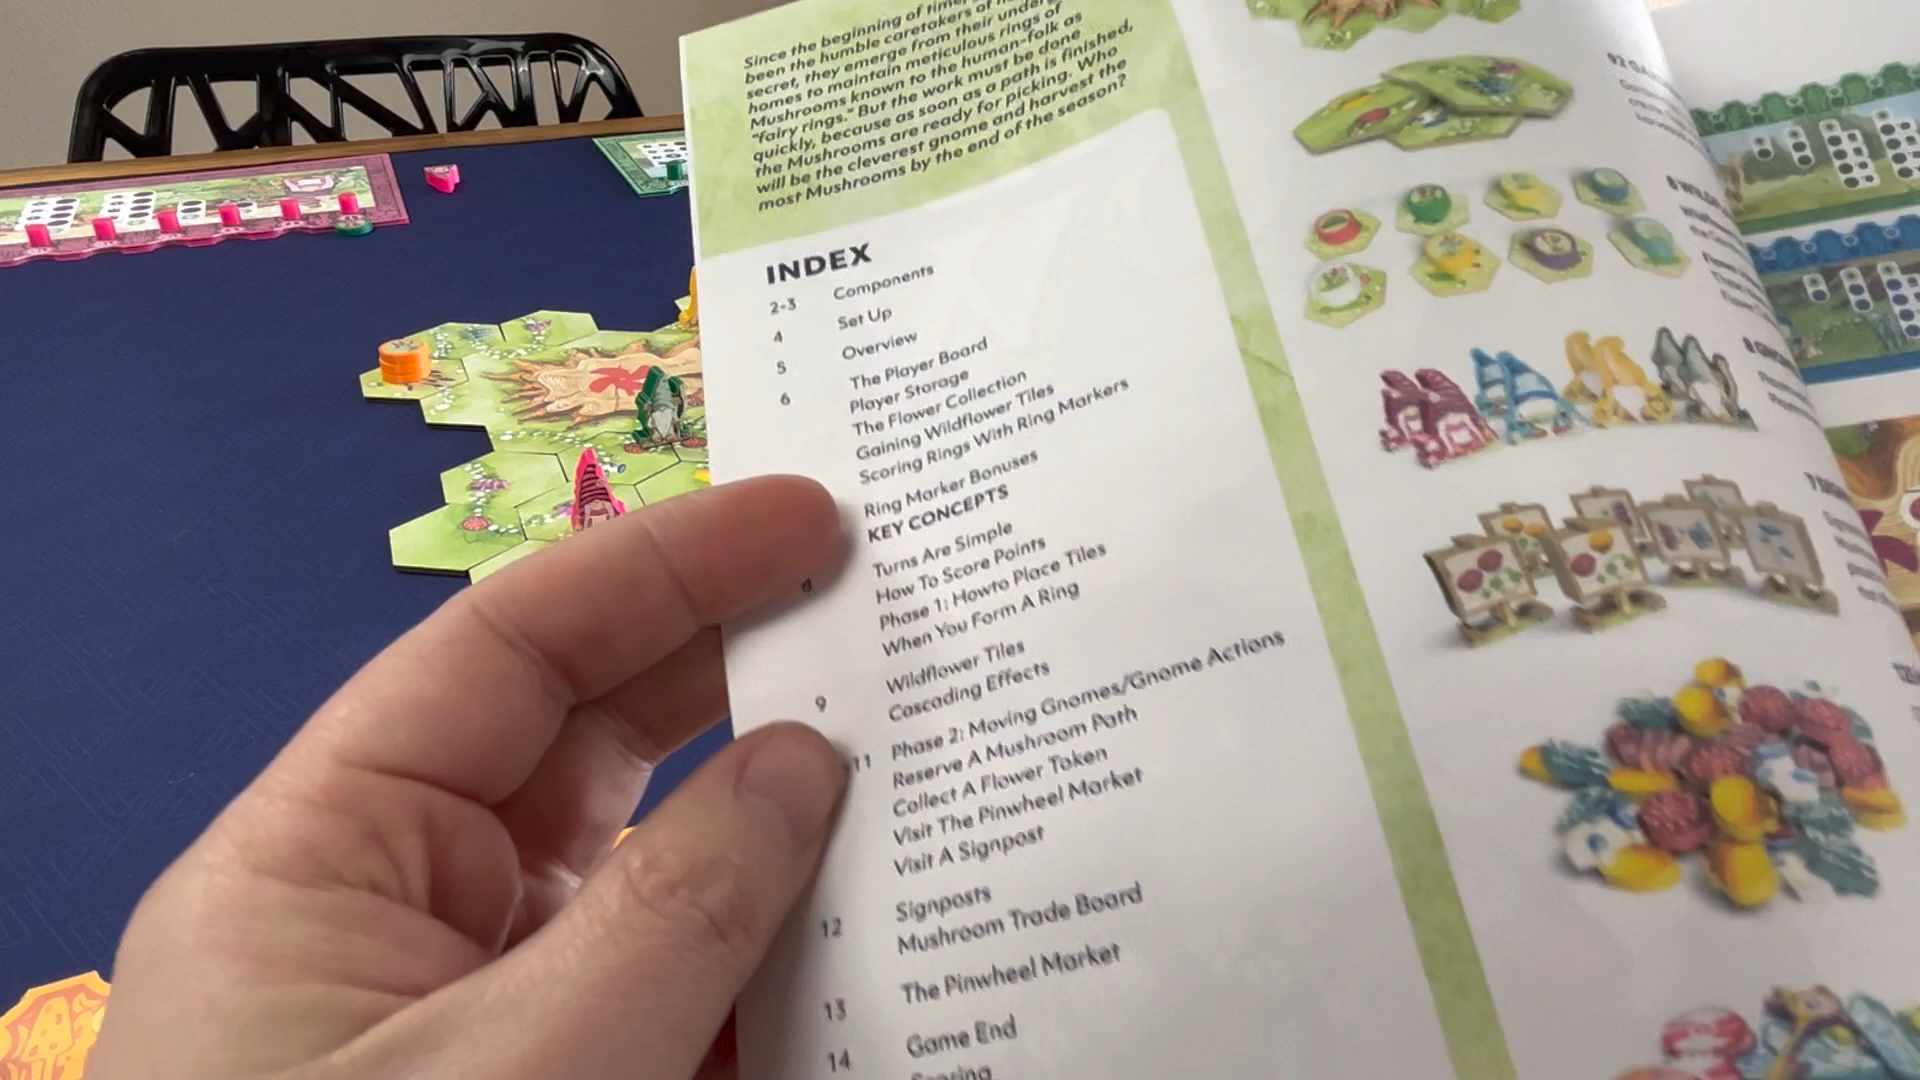 Since the beginning of time
been the humble caretakers of
secret, they emerge from their
homes to maintain meticulous rings of
Mushrooms known to the human-folk as
"fairy rings." But the work must be done
quickly, because as soon as a path is finished,
the Mushrooms are ready for picking. Who
will be the cleverest gnome and harvest the
most Mushrooms by the end of the season?
INDEX
2-3 Components
4 Set Up
5 Overview
6 The Player Board
Player Storage
The Flower Collection
Gaining Wildflower Tiles
Scoring Rings With Ring Markers
Ring Marker Bonuses
KEY CONCEPTS
Turns Are Simple
How To Score Points
Phase 1: Howto Place Tiles
When You Form A Ring
9 Wildflower Tiles
Cascading Effects
11 Phase 2: Moving Gnomes/Gnome Actions
Reserve A Mushroom Path
Collect A Flower Token
Visit The Pinwheel Market
Visit A Signpost
12 Signposts
Mushroom Trade Board
13 The Pinwheel Market
14 Game End
Scoring